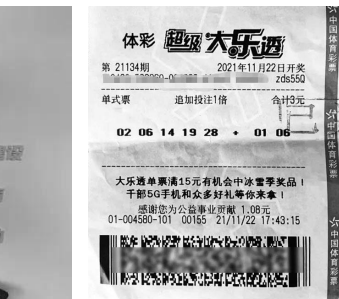 体彩 超级大乐透
第 21134期 2021年11月22日开奖
zds55Q
单式票 追加投注1倍 合计3元
02 06 14 19 28 + 01 06
大乐透单票满15元有机会中冰雪季奖品!
千部5G手机和众多好礼等你来拿!
感谢您为公益事业贡献 1.08元
01-004580-101 00155 21/11/22 17:43:15
中国体育彩票
中国体育彩票
中国体育彩票